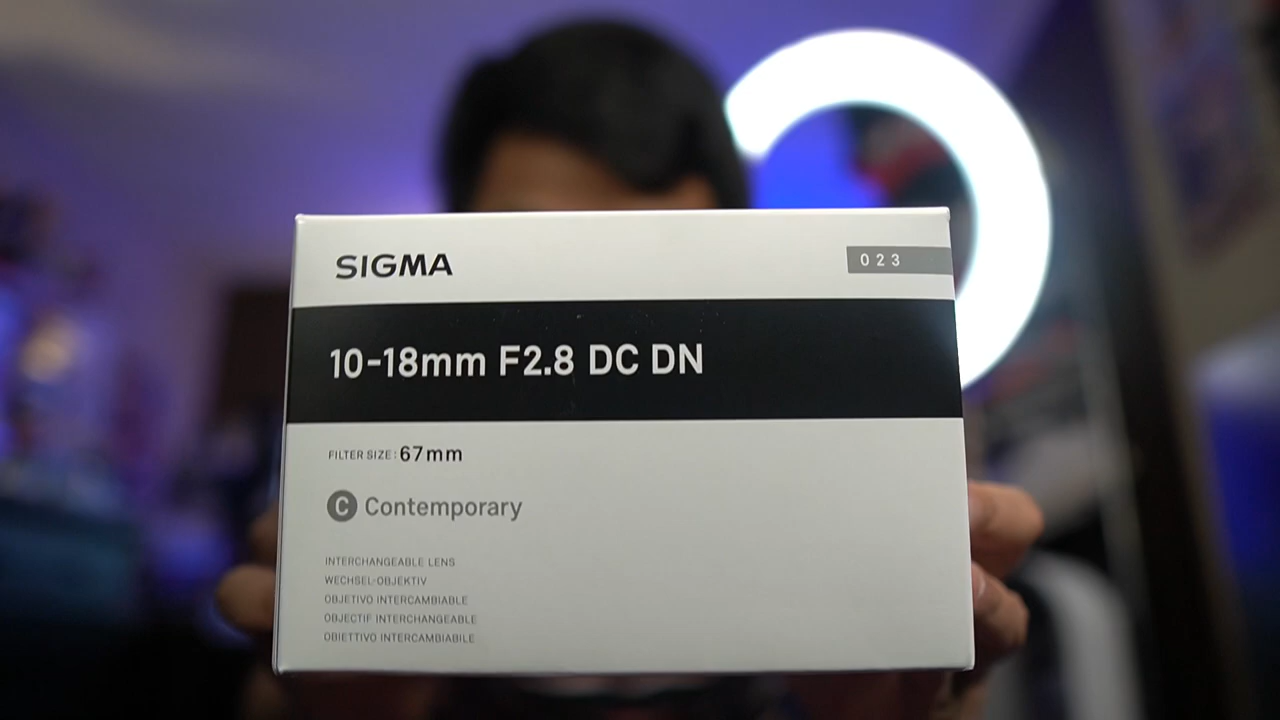 SIGMA
023
10-18mm F2.8 DC DN
FILTER SIZE: 67mm
C Contemporary
INTERCHANGEABLE LENS
WECHSEL-OBJEKTIV
OBJETIVO INTERCAMBIABLE
OBJECTIF INTERCHANGEABLE
OBIETTIVO INTERCAMBIABILE